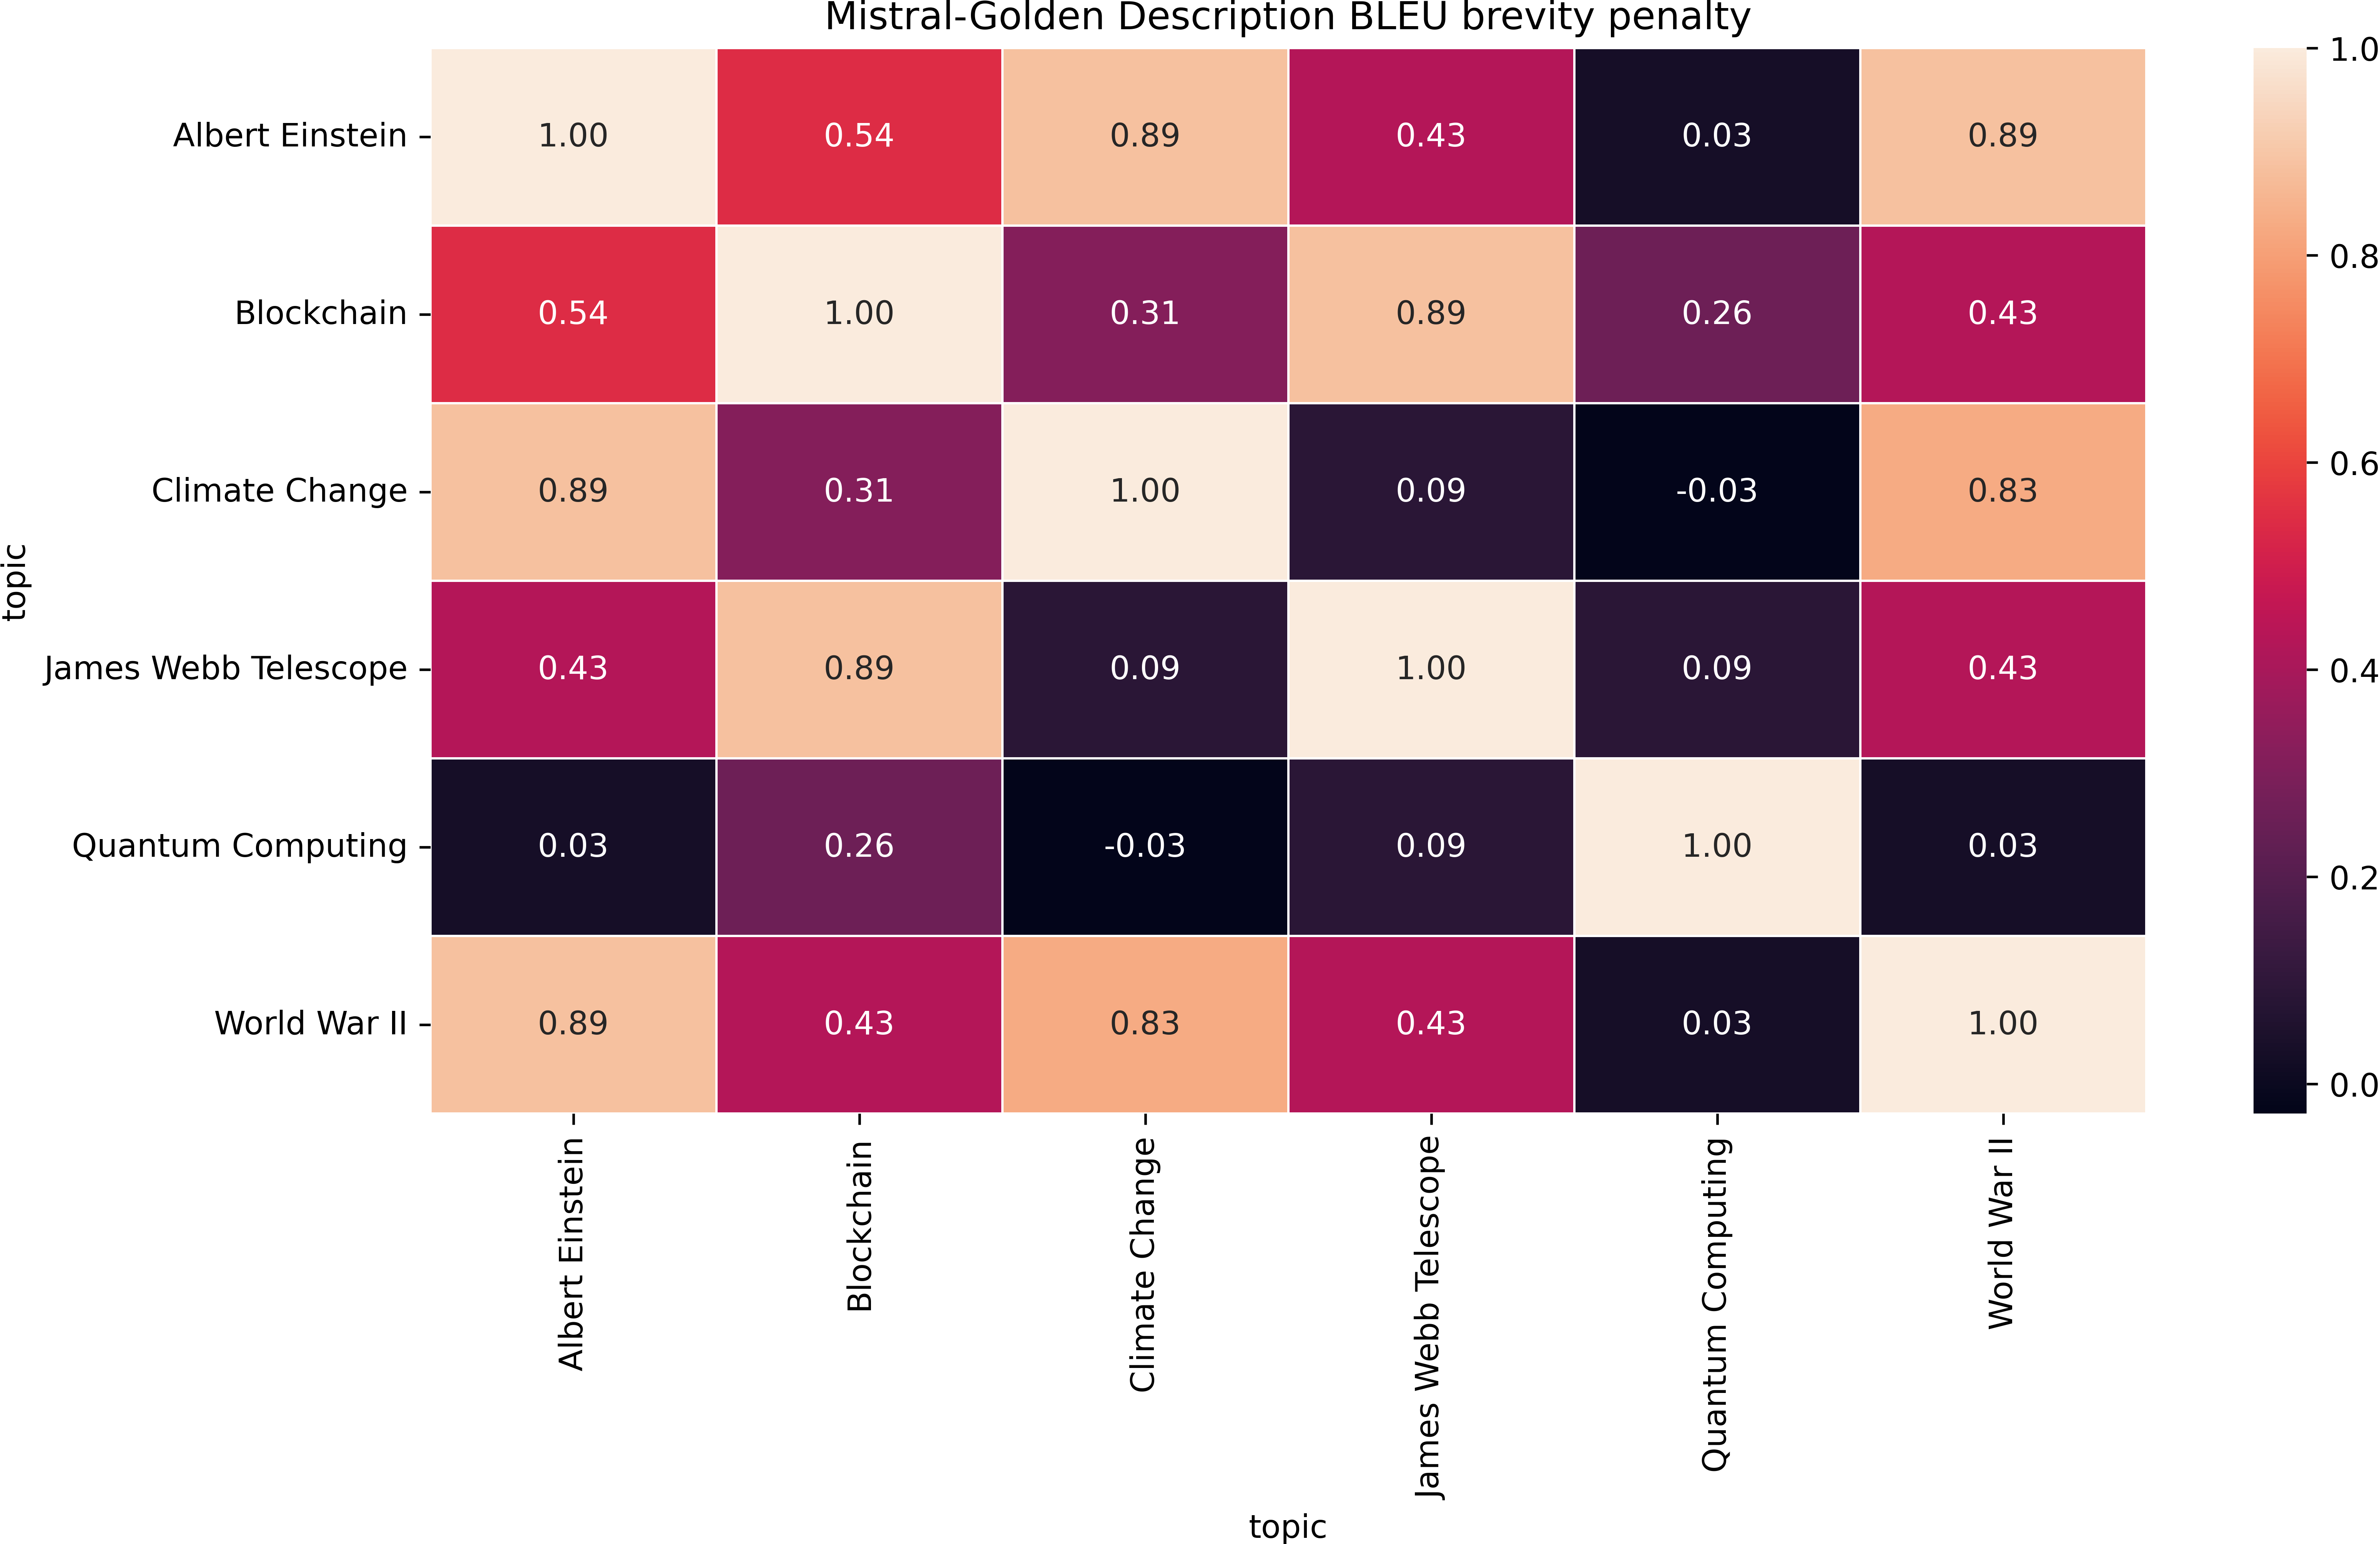 Mistral-Golden Description BLEU brevity penalty
topic
Albert Einstein 1.00 0.54 0.89 0.43 0.03 0.89
Blockchain 0.54 1.00 0.31 0.89 0.26 0.43
Climate Change 0.89 0.31 1.00 0.09 -0.03 0.83
James Webb Telescope 0.43 0.89 0.09 1.00 0.09 0.43
Quantum Computing 0.03 0.26 -0.03 0.09 1.00 0.03
World War II 0.89 0.43 0.83 0.43 0.03 1.00
Albert Einstein
Blockchain
Climate Change
James Webb Telescope
Quantum Computing
World War II
topic
1.0
0.8
0.6
0.4
0.2
0.0